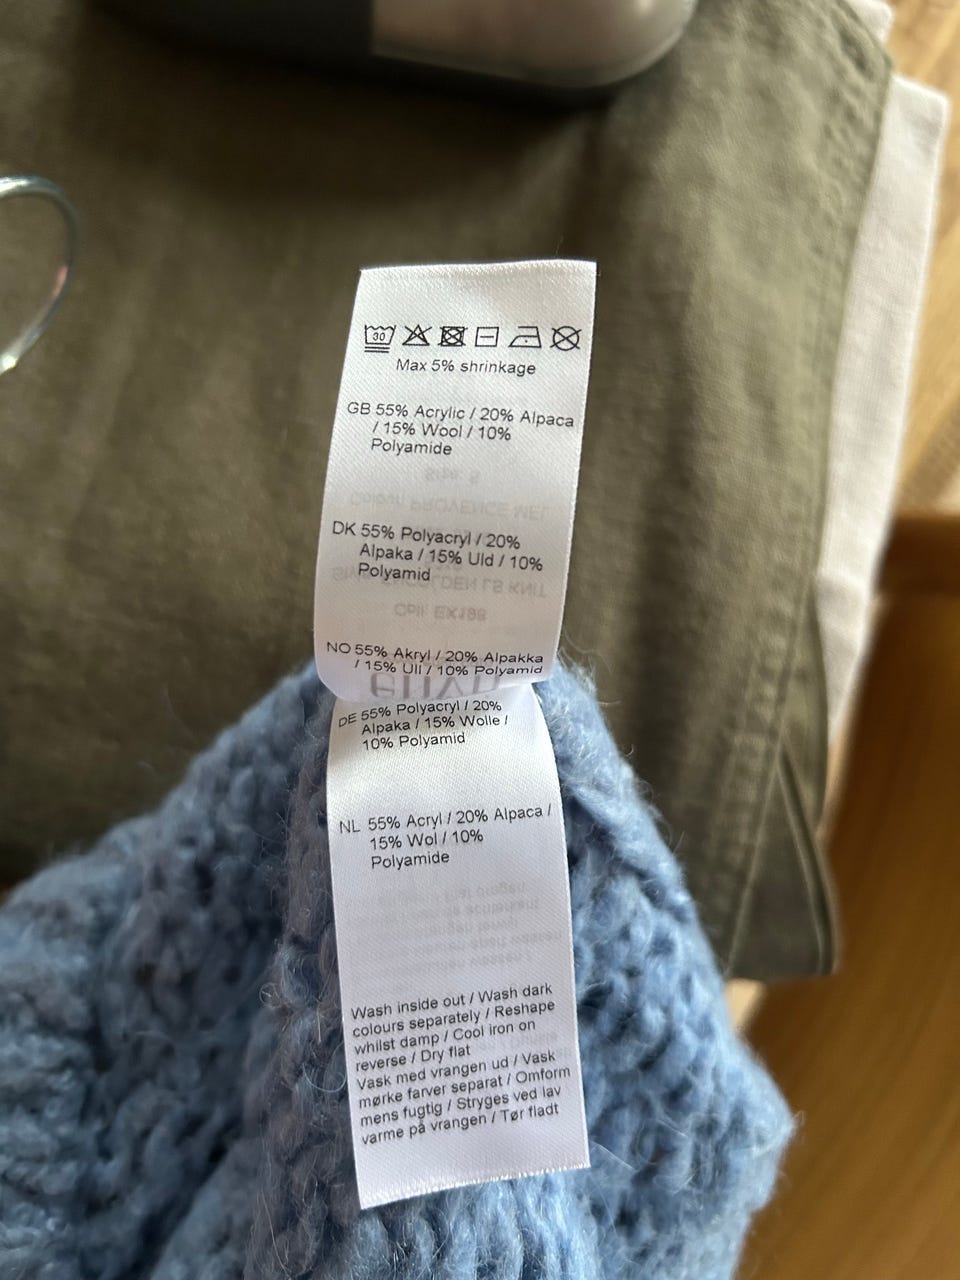 30
Max 5% shrinkage
GB 55% Acrylic / 20% Alpaca
/ 15% Wool / 10%
Polyamide
DK 55% Polyacryl / 20%
Alpaka / 15% Uld / 10%
Polyamid
NO 55% Akryl / 20% Alpakka
/ 15% Ull / 10% Polyamid
DE 55% Polyacryl / 20%
Alpaka / 15% Wolle /
10% Polyamid
NL 55% Acryl / 20% Alpaca /
15% Wol / 10%
Polyamide
Wash inside out / Wash dark
colours separately / Reshape
whilst damp / Cool iron on
reverse / Dry flat
Vask med vrangen ud / Vask
mørke farver separat / Omform
mens fugtig / Stryges ved lav
varme på vrangen / Tør fladt